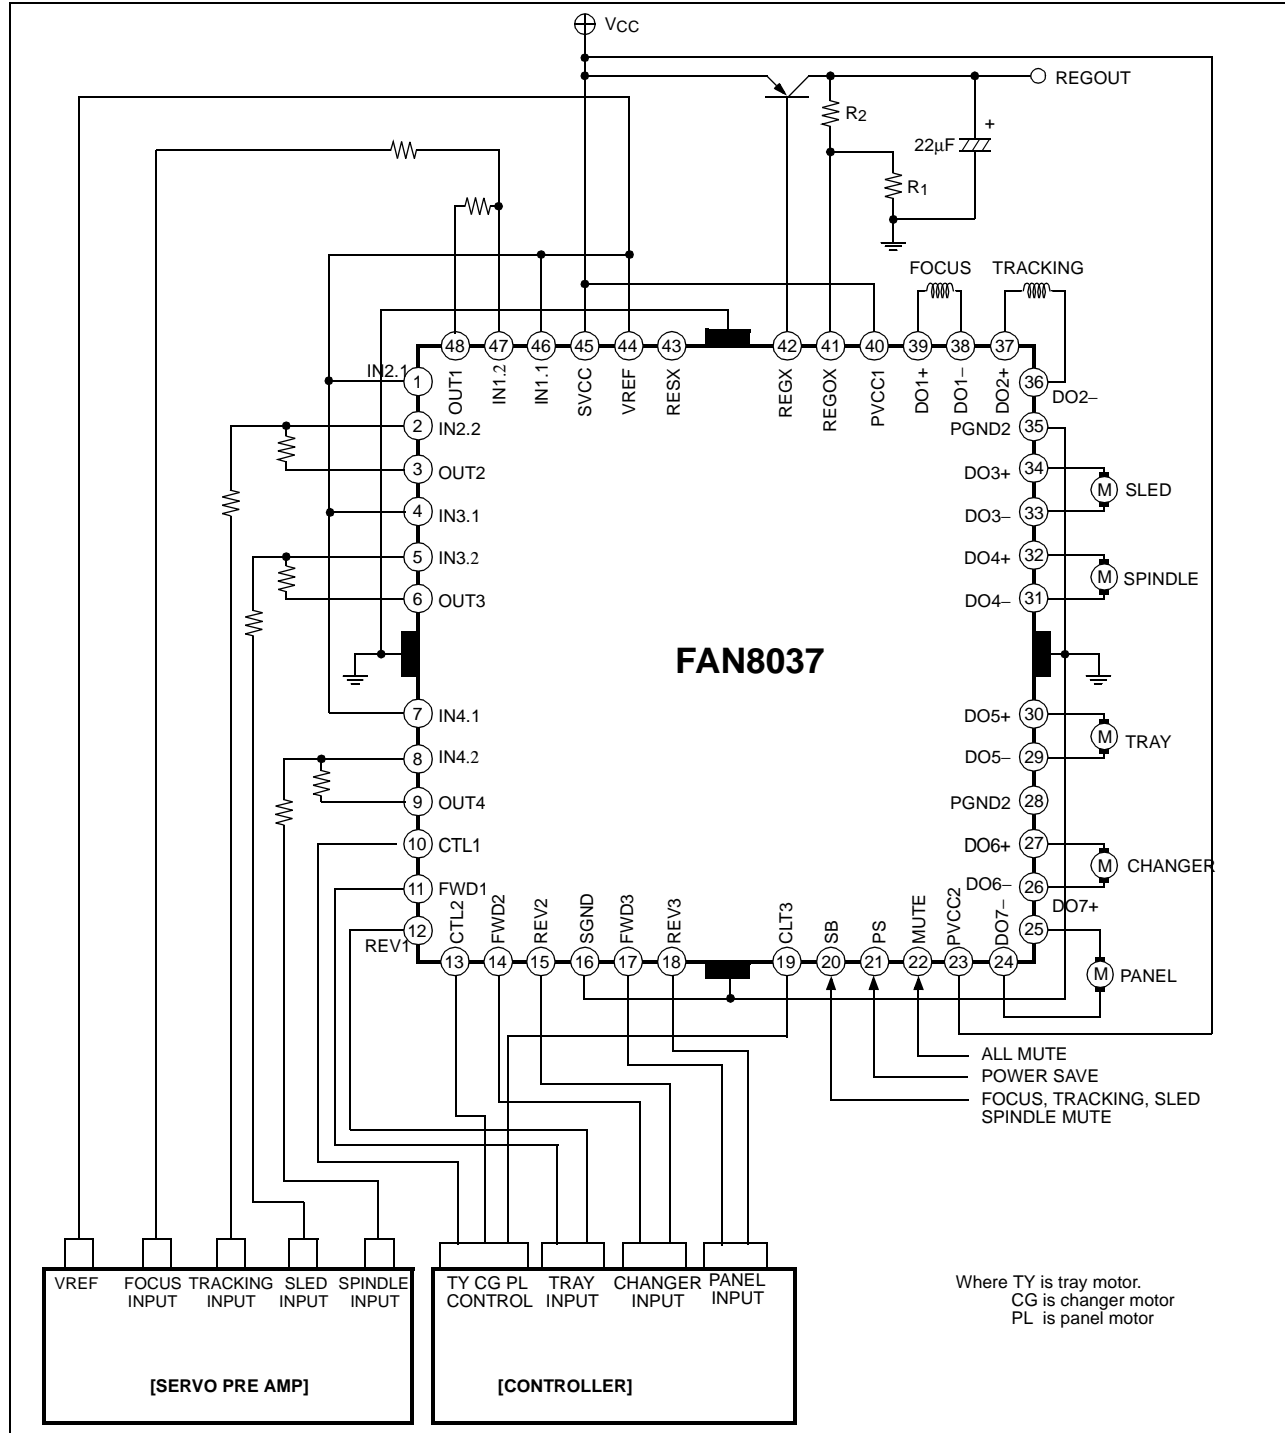 VCC
REGOUT
R2
+
22µF
R1
FOCUS TRACKING
48 47 46 45 44 43 42 41 40 39 38 37
OUT1 IN1.2 IN1.1 SVCC VREF RESX REGX REGOX PVCC1 DO1+ DO1− DO2+
IN2.1
1
2 IN2.2
3 OUT2
4 IN3.1
5 IN3.2
6 OUT3
7 IN4.1
8 IN4.2
9 OUT4
10 CTL1
11 FWD1
12
REV1
FAN8037
36
DO2−
PGND2 35
DO3+ 34
M SLED
DO3− 33
DO4+ 32
M SPINDLE
DO4− 31
DO5+ 30
M TRAY
DO5− 29
PGND2 28
DO6+ 27
M CHANGER
DO6− 26
DO7+
25
M PANEL
CTL2 FWD2 REV2 SGND FWD3 REV3 CLT3 SB PS MUTE PVCC2 DO7−
13 14 15 16 17 18 19 20 21 22 23 24
ALL MUTE
POWER SAVE
FOCUS, TRACKING, SLED
SPINDLE MUTE
VREF
FOCUS
INPUT
TRACKING
INPUT
SLED
INPUT
SPINDLE
INPUT
[SERVO PRE AMP]
TY CG PL
CONTROL
TRAY
INPUT
CHANGER
INPUT
PANEL
INPUT
[CONTROLLER]
Where TY is tray motor.
CG is changer motor
PL is panel motor